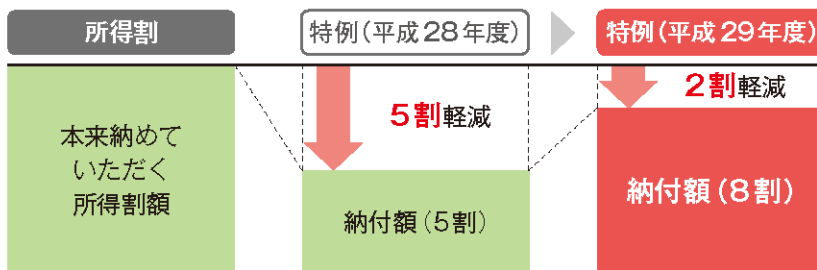 所得割
特例(平成28年度)
特例(平成29年度)
本来納めて
いただく
所得割額
5割軽減
納付額(5割)
2割軽減
納付額(8割)